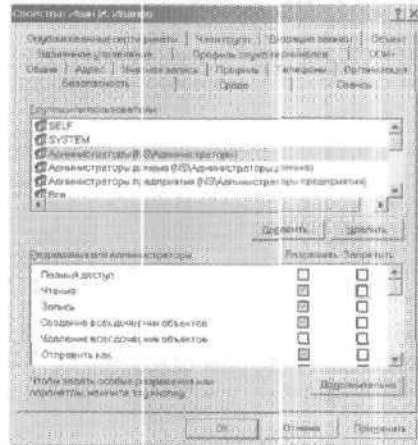 Свойства: Иван И. Иванов
Опубликованные сертификаты Член групп Входящие звонки Объект
Удаленное управление Профиль служб терминалов COM+
Общие Адрес Учетная запись Профиль Телефоны Организация
Безопасность Среда Сеансы
Группы и пользователи
SELF
SYSTEM
Администраторы (NS\Администраторы)
Администраторы домена (NS\Администраторы домена)
Администраторы предприятия (NS\Администраторы предприятия)
Все
Добавить Удалить
Разрешения для Администраторы Разрешить Запретить
Полный доступ
Чтение
Запись
Создание всех дочерних объектов
Удаление всех дочерних объектов
Отправить как
Чтобы задать особые разрешения или
параметры, нажмите эту кнопку.
Дополнительно
ОК Отмена Применить